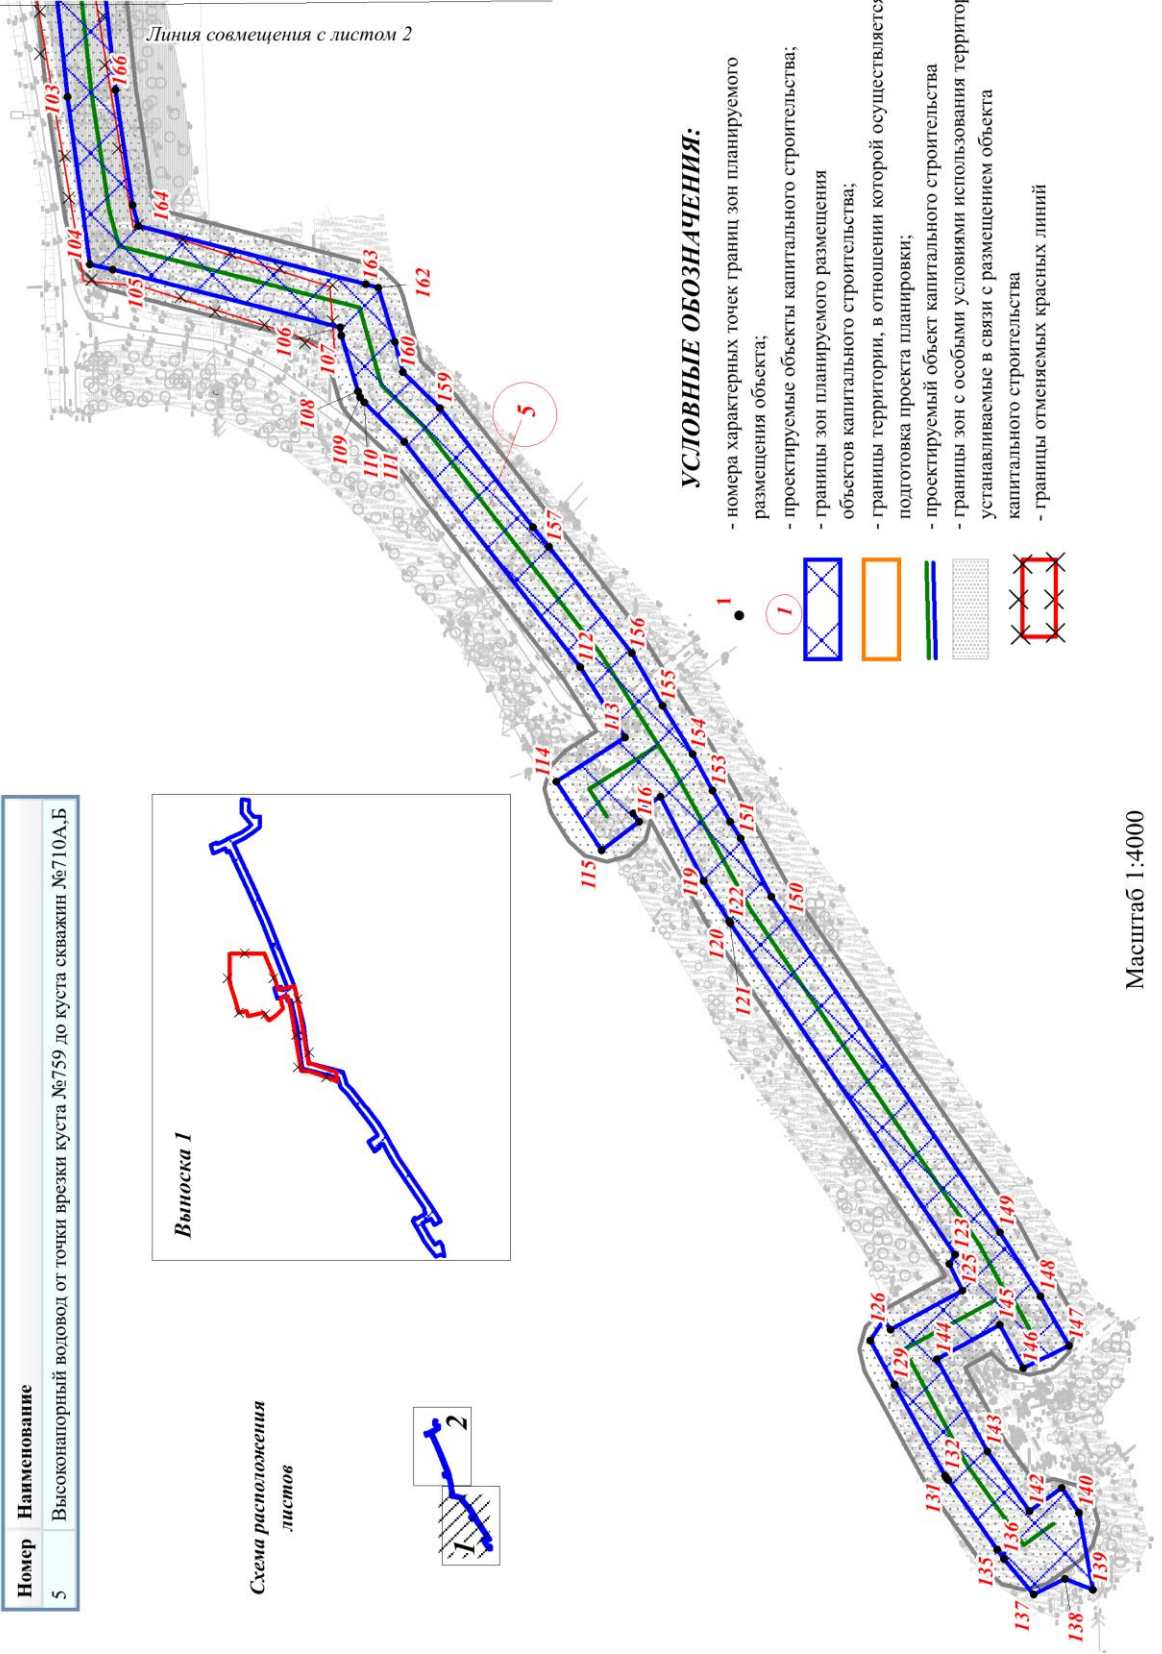 Линия совмещения с листом 2
Номер Наименование
5 Высоконапорный водовод от точки врезки куста №759 до куста скважин №710А,Б
Выноска 1
Схема расположения
листов
1
2
103
166
104
164
105
163
162
106
107
160
108
159
109
110
111
5
157
112
156
113
155
114
154
153
116
151
115
119
150
122
120
121
123
149
125
148
126
145
147
144
146
129
143
132
131
142
140
136
135
139
137
138
УСЛОВНЫЕ ОБОЗНАЧЕНИЯ:
1
- номера характерных точек границ зон планируемого
размещения объекта;
1
- проектируемые объекты капитального строительства;
- границы зон планируемого размещения
объектов капитального строительства;
- границы территории, в отношении которой осуществляется
подготовка проекта планировки;
- проектируемый объект капитального строительства
- границы зон с особыми условиями использования территор
устанавливаемые в связи с размещением объекта
капитального строительства
- границы отменяемых красных линий
Масштаб 1:4000